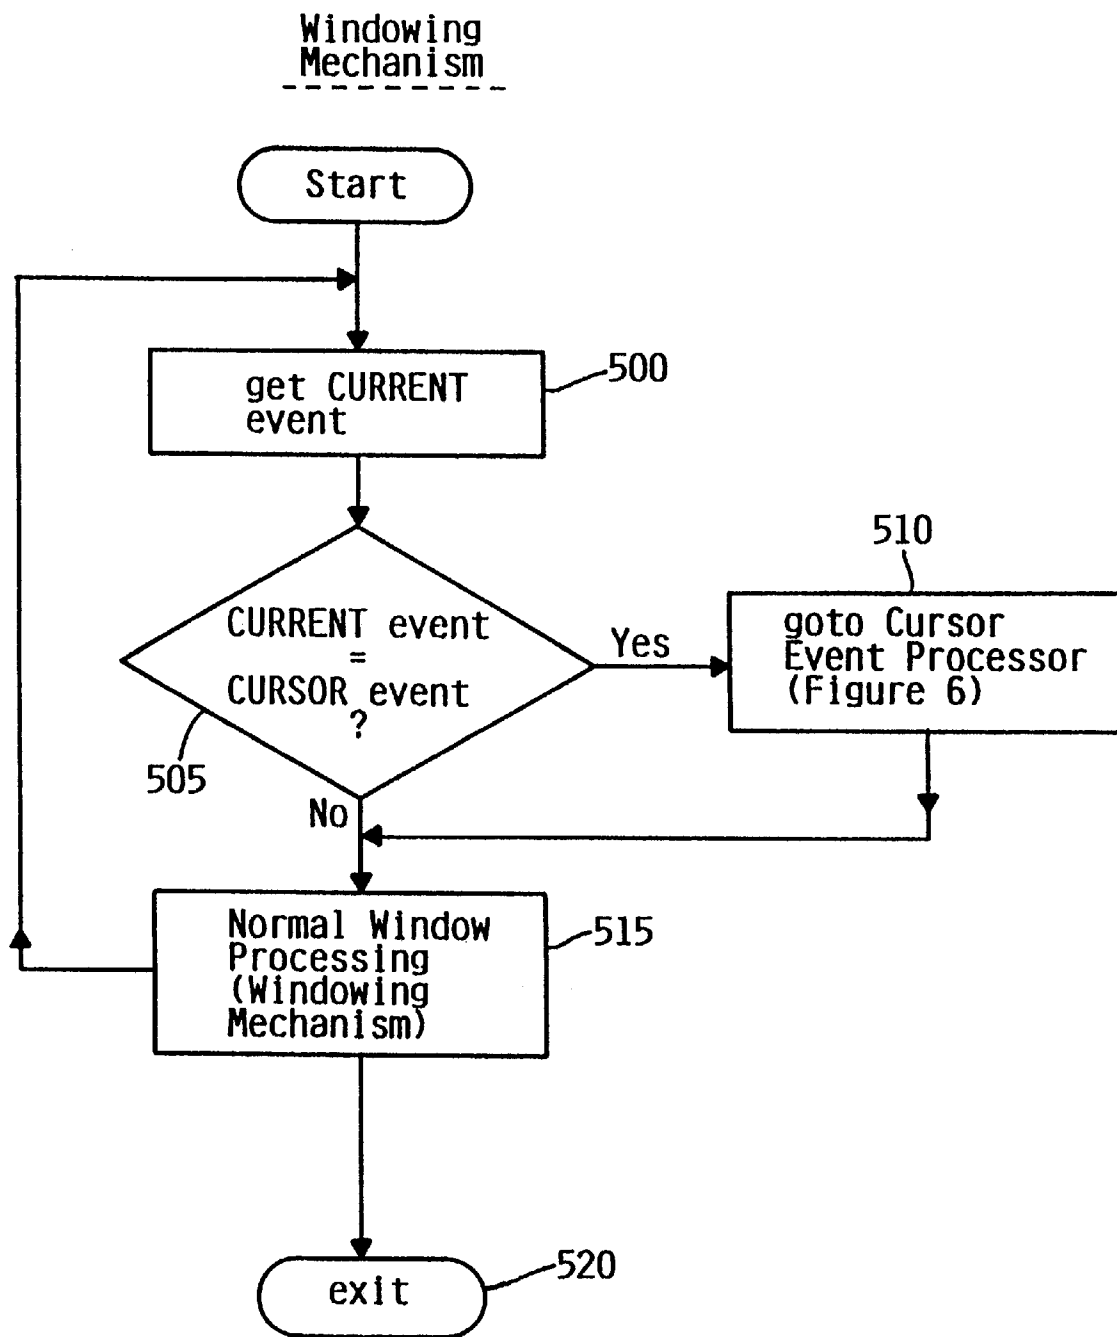 Windowing
Mechanism
Start
get CURRENT
event
500
CURRENT event
=
CURSOR event
?
505
Yes
510
goto Cursor
Event Processor
(Figure 6)
No
Normal Window
Processing
(Windowing
Mechanism)
515
exit
520